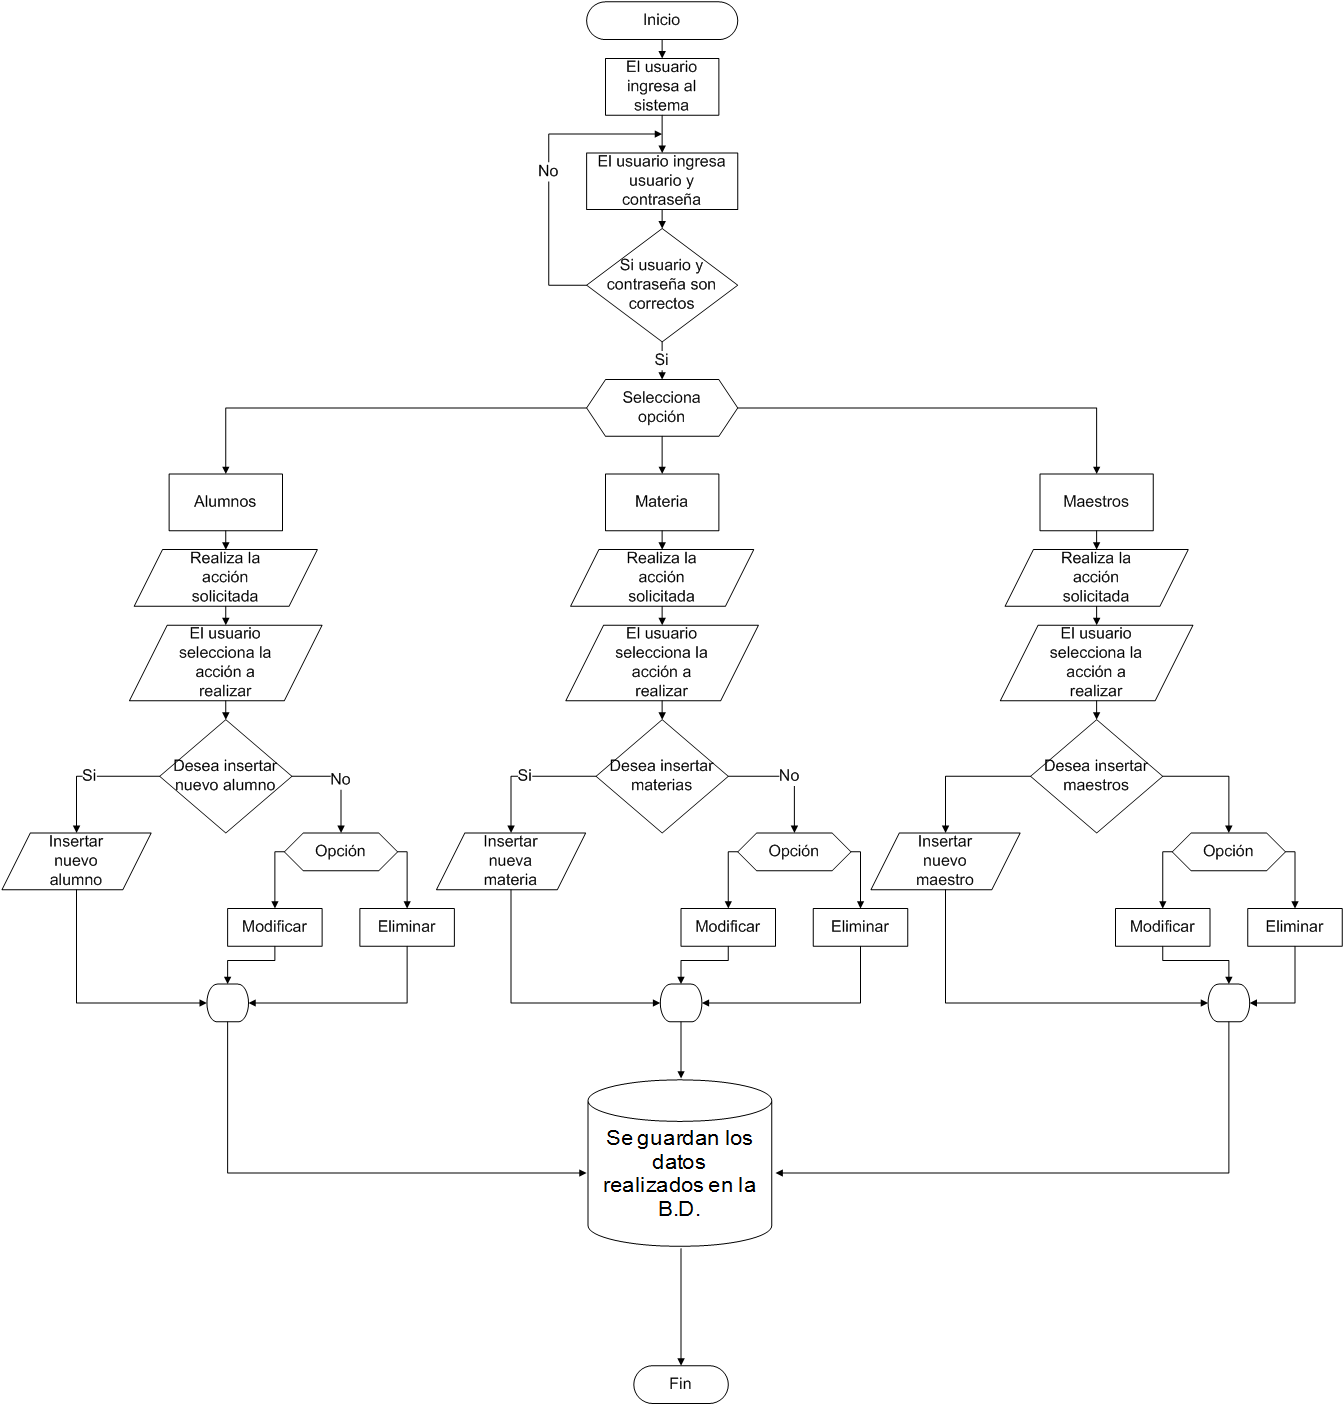 Inicio
El usuario
ingresa al
sistema
No
El usuario ingresa
usuario y
contraseña
Si usuario y
contraseña son
correctos
Si
Selecciona
opción
Alumnos
Materia
Maestros
Realiza la
acción
solicitada
Realiza la
acción
solicitada
Realiza la
acción
solicitada
El usuario
selecciona la
acción a
realizar
El usuario
selecciona la
acción a
realizar
El usuario
selecciona la
acción a
realizar
Si
Desea insertar
nuevo alumno
No
Si
Desea insertar
materias
No
Desea insertar
maestros
Insertar
nuevo
alumno
Opción
Insertar
nueva
materia
Opción
Insertar
nuevo
maestro
Opción
Modificar
Eliminar
Modificar
Eliminar
Modificar
Eliminar
Se guardan los
datos
realizados en la
B.D.
Fin